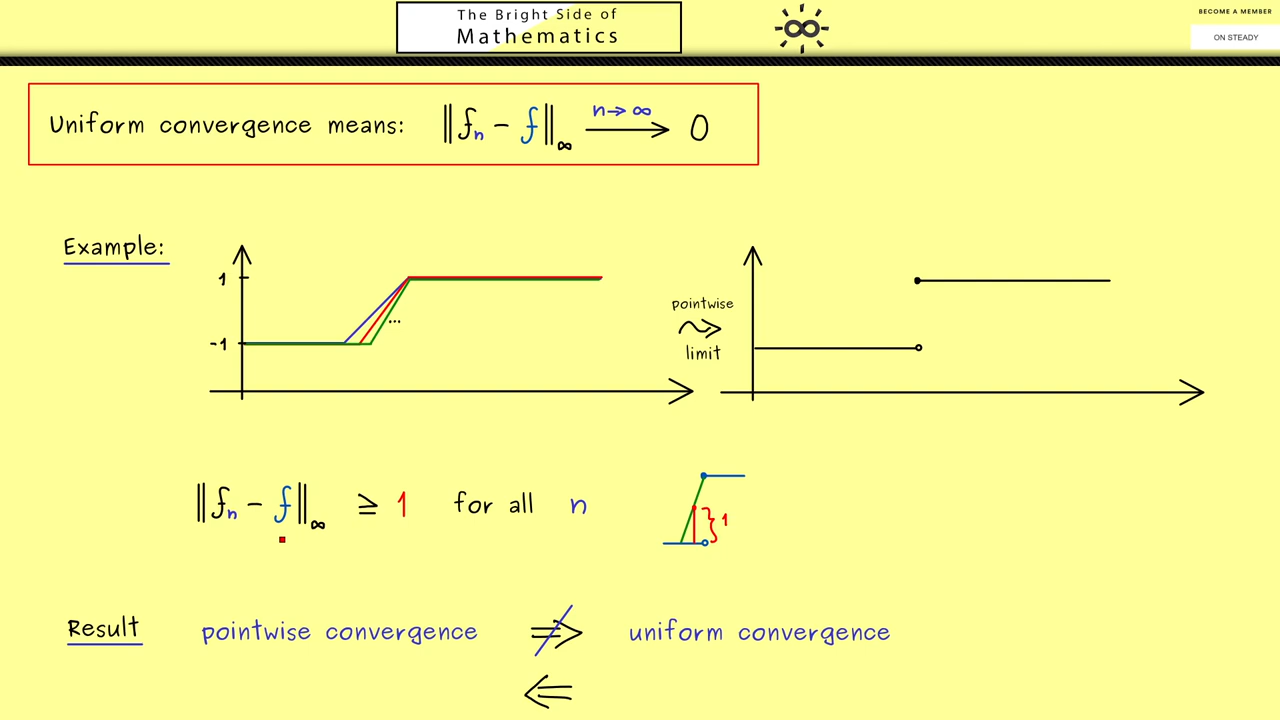 The Bright Side of
Mathematics
BECOME A MEMBER
ON STEADY
Uniform convergence means: ‖fₙ − f‖∞ n→∞ ⟶ 0
Example:
1
-1
...
pointwise
limit
‖fₙ − f‖∞ ≥ 1 for all n
} 1
Result pointwise convergence ⇏ uniform convergence
⇐